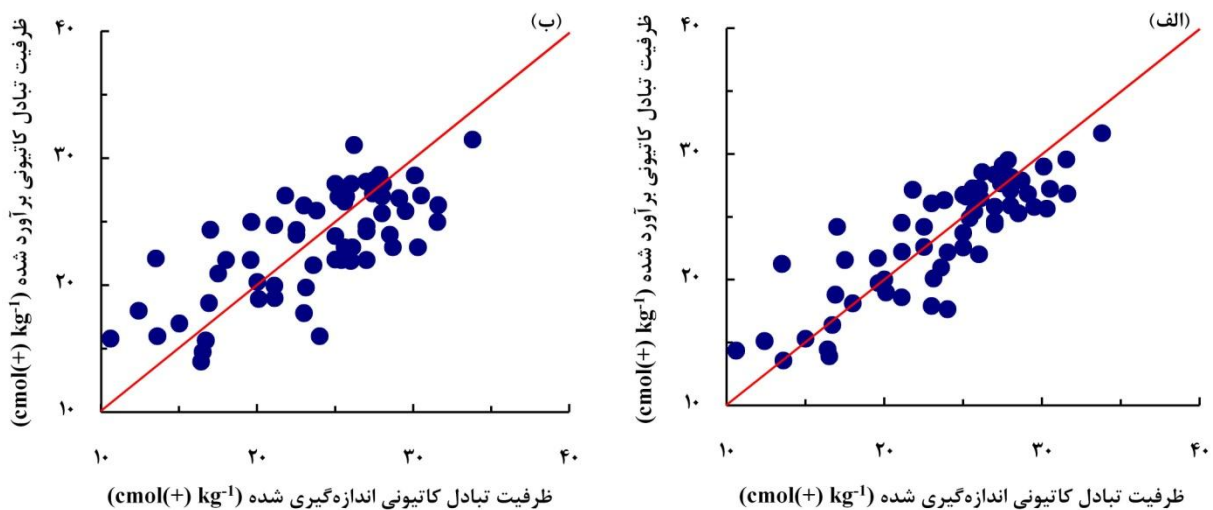 (الف)
ظرفیت تبادل کاتیونی برآورد شده (cmol(+) kg⁻¹)
۴۰
۳۰
۲۰
۱۰
۱۰ ۲۰ ۳۰ ۴۰
ظرفیت تبادل کاتیونی اندازه‌گیری شده (cmol(+) kg⁻¹)
(ب)
ظرفیت تبادل کاتیونی برآورد شده (cmol(+) kg⁻¹)
۴۰
۳۰
۲۰
۱۰
۱۰ ۲۰ ۳۰ ۴۰
ظرفیت تبادل کاتیونی اندازه‌گیری شده (cmol(+) kg⁻¹)